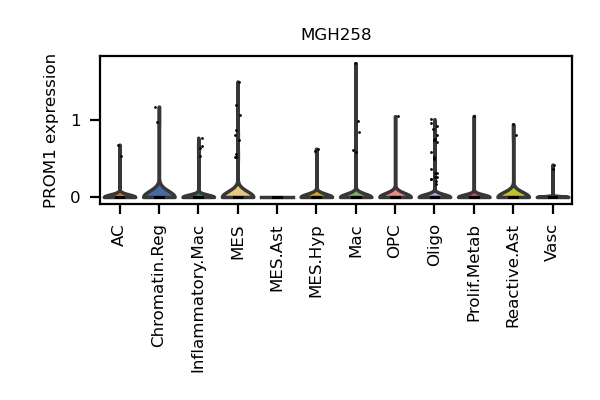 MGH258
PROM1 expression
1
0
AC
Chromatin.Reg
Inflammatory.Mac
MES
MES.Ast
MES.Hyp
Mac
OPC
Oligo
Prolif.Metab
Reactive.Ast
Vasc